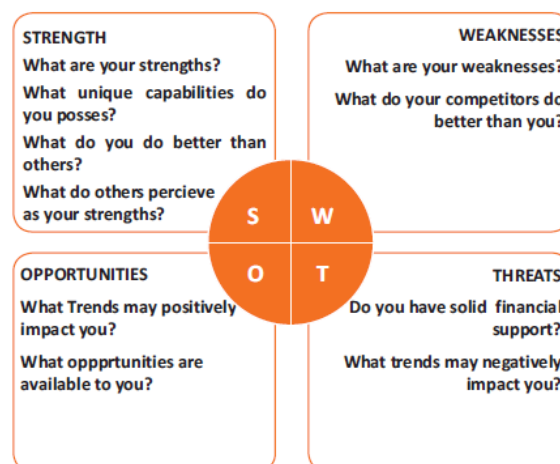 STRENGTH
What are your strengths?
What unique capabilities do
you posses?
What do you do better than
others?
What do others percieve
as your strengths?
WEAKNESSES
What are your weaknesses?
What do your competitors do
better than you?
S W
O T
OPPORTUNITIES
What Trends may positively
impact you?
What oppprtunities are
available to you?
THREATS
Do you have solid financial
support?
What trends may negatively
impact you?